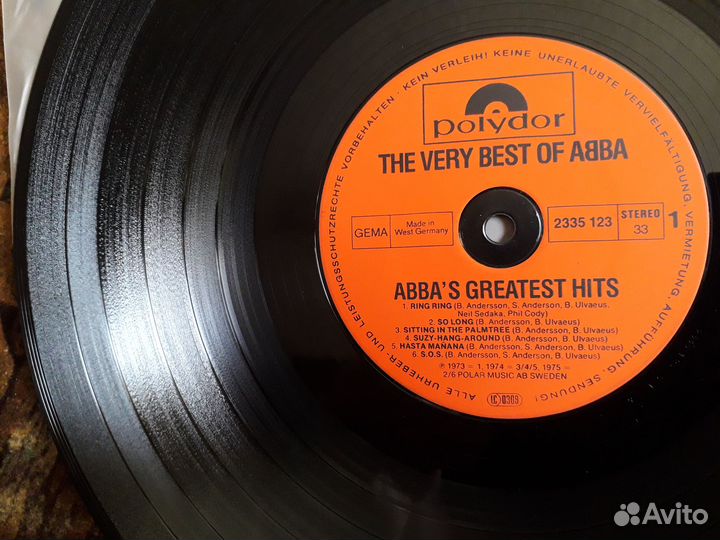 ALLE URHEBER- UND LEISTUNGSSCHUTZRECHTE VORBEHALTEN · KEIN VERLEIH! KEINE UNERLAUBTE VERVIELFÄLTIGUNG, VERMIETUNG, AUFFÜHRUNG, SENDUNG!
polydor
THE VERY BEST OF ABBA
GEMA
Made in
West Germany
2335 123
STEREO
33
1
ABBA'S GREATEST HITS
1. RING RING (B. Andersson, S. Anderson, B. Ulvaeus,
Neil Sedaka, Phil Cody)
2. SO LONG (B. Andersson, B. Ulvaeus)
3. SITTING IN THE PALMTREE (B. Andersson, B. Ulvaeus)
4. SUZY-HANG-AROUND (B. Andersson, B. Ulvaeus)
5. HASTA MAÑANA (B. Andersson, S. Anderson, B. Ulvaeus)
6. S.O.S. (B. Andersson, S. Anderson, B. Ulvaeus)
℗ 1973 = 1, 1974 = 3/4/5, 1975 =
2/6 POLAR MUSIC AB SWEDEN
LC 0309
Avito